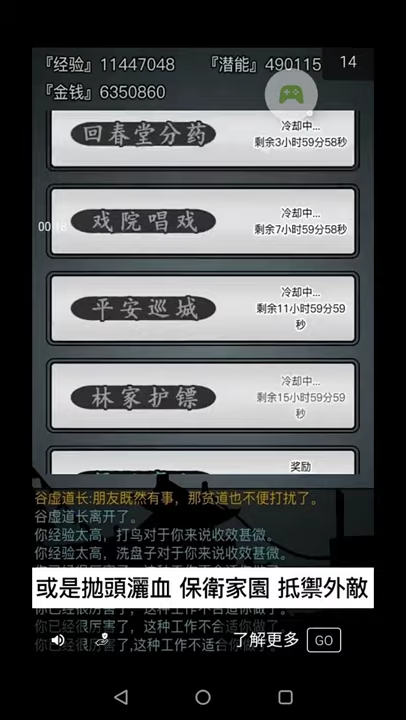 『经验』11447048 『潜能』490115 14
『金钱』6350860
回春堂分药
冷却中...
剩余3小时59分58秒
戏院唱戏
冷却中...
剩余7小时59分58秒
平安巡城
冷却中...
剩余11小时59分59
秒
林家护镖
冷却中...
剩余15小时59分59
秒
奖励
谷虚道长:朋友既然有事，那贫道也不便打扰了。
谷虚道长离开了。
你经验太高，打鸟对于你来说收效甚微。
你经验太高，洗盘子对于你来说收效甚微。
或是拋頭灑血 保衛家園 抵禦外敵
你已经很厉害了，这种工作不合适你做了。
你已经很厉害了,这种工作不适合你做了。
了解更多 GO